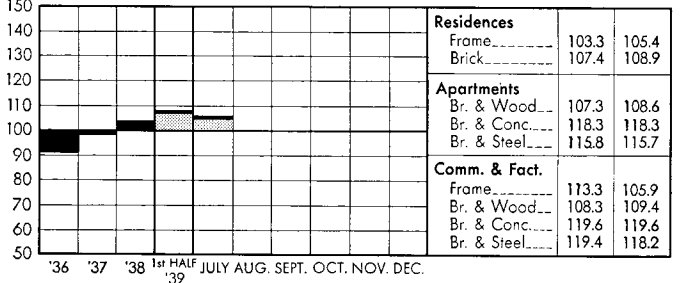 150
140
130
120
110
100
90
80
70
60
50
'36 '37 '38 1st HALF '39 JULY AUG. SEPT. OCT. NOV. DEC.
Residences
Frame 103.3 105.4
Brick 107.4 108.9
Apartments
Br. & Wood 107.3 108.6
Br. & Conc. 118.3 118.3
Br. & Steel 115.8 115.7
Comm. & Fact.
Frame 113.3 105.9
Br. & Wood 108.3 109.4
Br. & Conc. 119.6 119.6
Br. & Steel 119.4 118.2